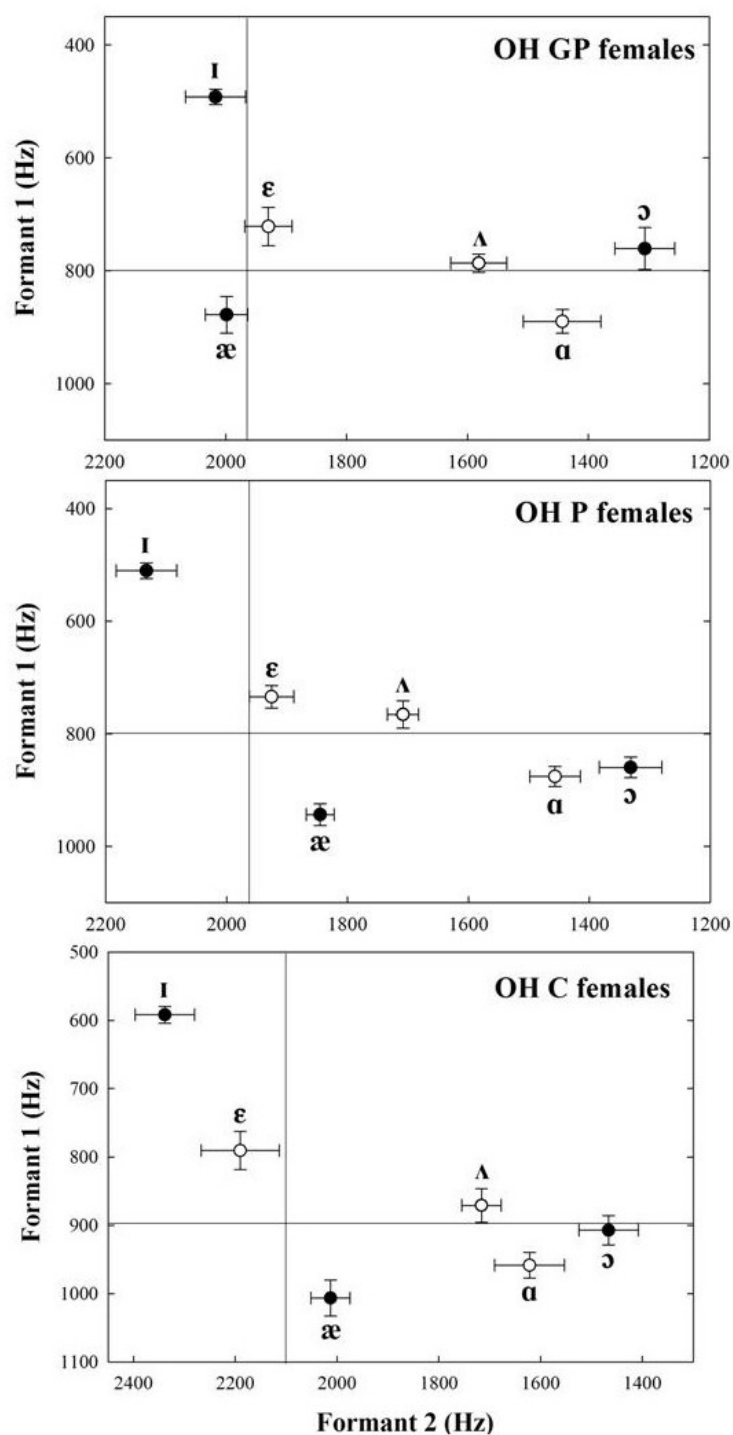 OH GP females
Formant 1 (Hz)
400
600
800
1000
ɪ
ɛ
ʌ
ɔ
æ
ɑ
2200 2000 1800 1600 1400 1200
OH P females
Formant 1 (Hz)
400
600
800
1000
ɪ
ɛ
ʌ
ɑ
ɔ
æ
2200 2000 1800 1600 1400 1200
OH C females
Formant 1 (Hz)
500
600
700
800
900
1000
1100
ɪ
ɛ
ʌ
ɔ
ɑ
æ
2400 2200 2000 1800 1600 1400
Formant 2 (Hz)